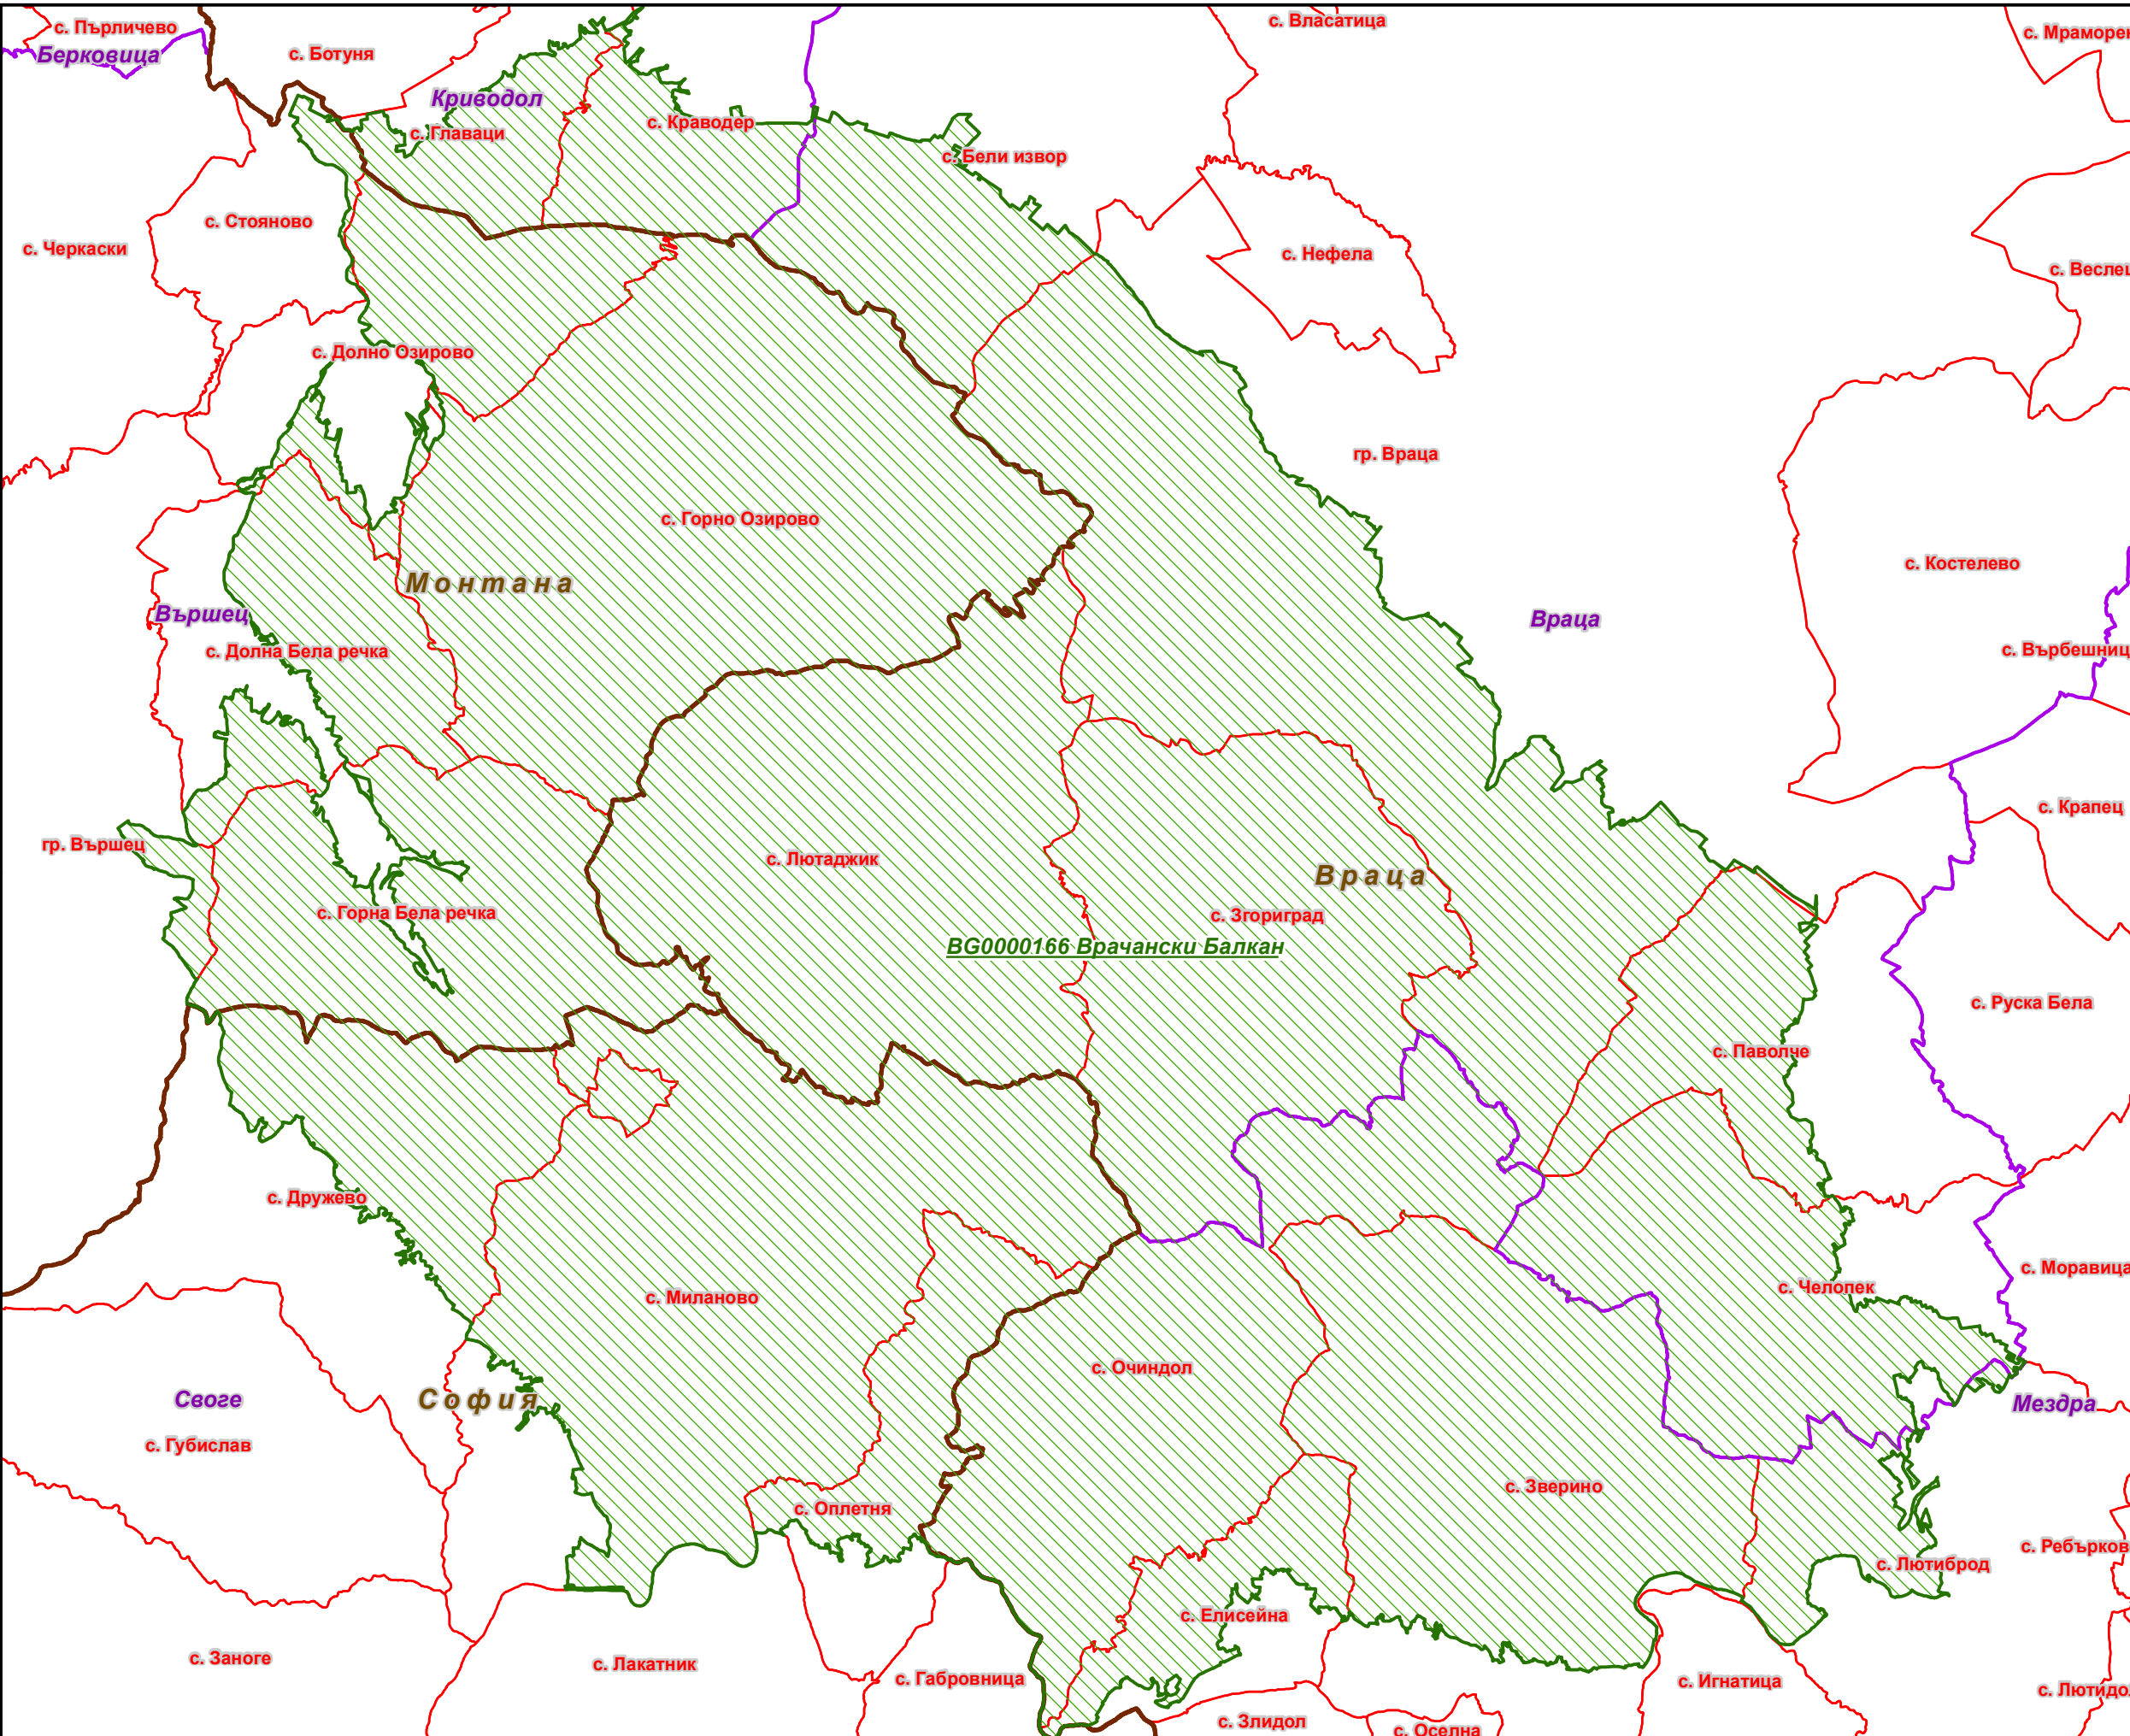 с. Власатица
с. Пърличево
с. Мраморен
с. Ботуня
Берковица
Криводол
с. Краводер
с. Главаци
с. Бели извор
с. Стояново
с. Черкаски
с. Нефела
с. Веслец
с. Долно Озирово
гр. Враца
с. Горно Озирово
с. Костелево
Монтана
Вършец
Враца
с. Долна Бела речка
с. Върбешниц
с. Крапец
гр. Вършец
с. Лютаджик
Враца
с. Горна Бела речка
с. Згориград
BG0000166 Врачански Балкан
с. Руска Бела
с. Паволче
с. Дружево
с. Моравица
с. Челопек
с. Миланово
с. Очиндол
Своге
София
Мездра
с. Губислав
с. Зверино
с. Оплетня
с. Ребърков
с. Лютиброд
с. Елисейна
с. Заноге
с. Лакатник
с. Габровница
с. Игнатица
с. Лютидо
с. Злидол
с. Оселна